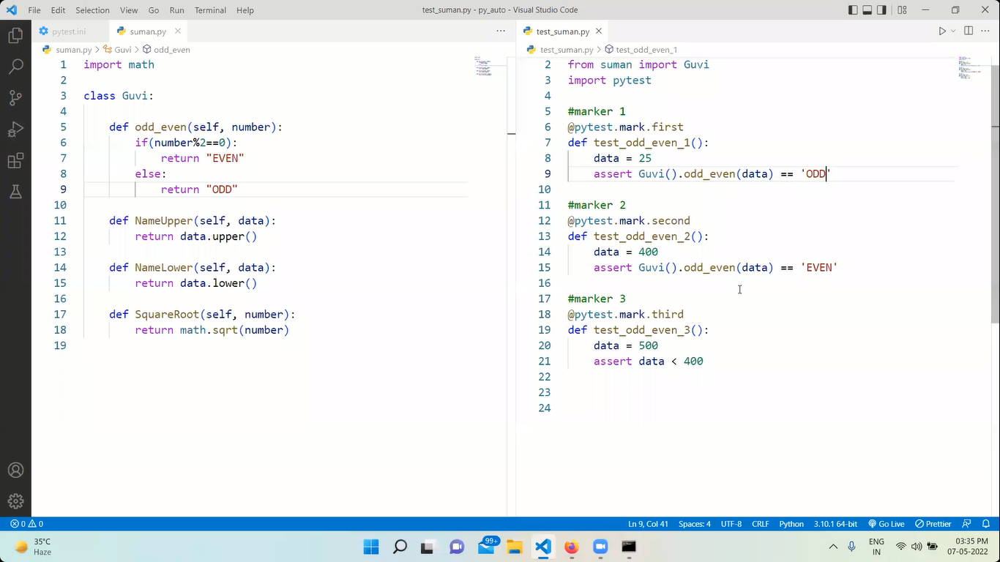 File Edit Selection View Go Run Terminal Help
test_suman.py - py_auto - Visual Studio Code
pytest.ini
suman.py
suman.py > Guvi > odd_even
1 import math
2
3 class Guvi:
4
5 def odd_even(self, number):
6 if(number%2==0):
7 return "EVEN"
8 else:
9 return "ODD"
10
11 def NameUpper(self, data):
12 return data.upper()
13
14 def NameLower(self, data):
15 return data.lower()
16
17 def SquareRoot(self, number):
18 return math.sqrt(number)
19
test_suman.py
test_suman.py > test_odd_even_1
2 from suman import Guvi
3 import pytest
4
5 #marker 1
6 @pytest.mark.first
7 def test_odd_even_1():
8 data = 25
9 assert Guvi().odd_even(data) == 'ODD'
10
11 #marker 2
12 @pytest.mark.second
13 def test_odd_even_2():
14 data = 400
15 assert Guvi().odd_even(data) == 'EVEN'
16
17 #marker 3
18 @pytest.mark.third
19 def test_odd_even_3():
20 data = 500
21 assert data < 400
22
23
24
0 0
Ln 9, Col 41 Spaces: 4 UTF-8 CRLF Python 3.10.1 64-bit Go Live Prettier
35°C
Haze
99+
ENG
IN
03:35 PM
07-05-2022